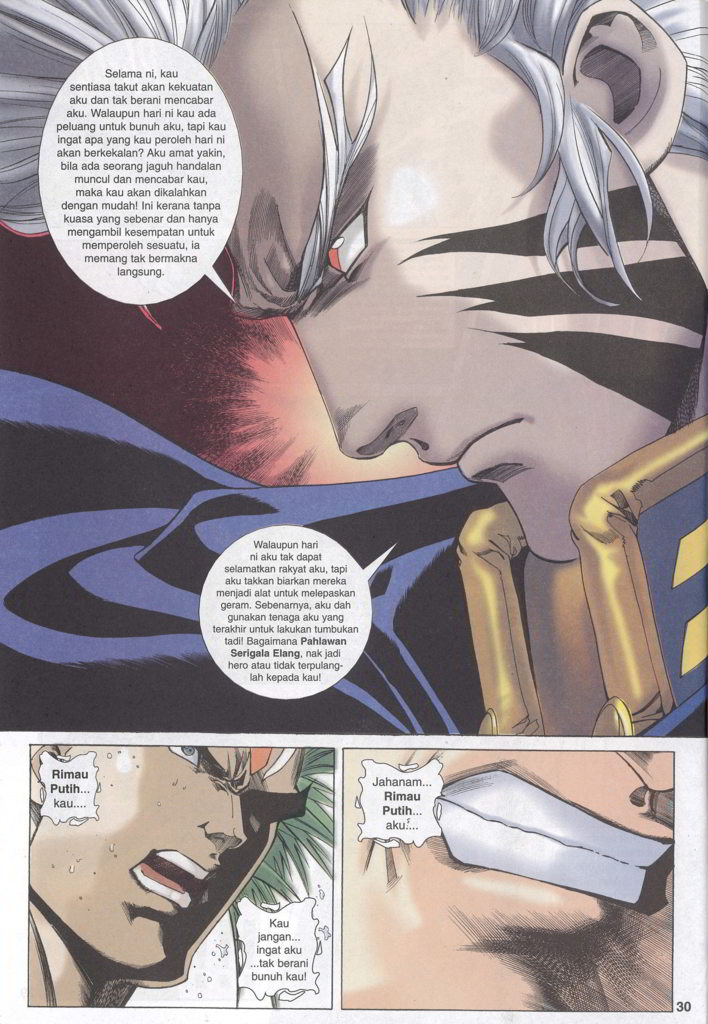 Selama ni, kau
sentiasa takut akan kekuatan
aku dan tak berani mencabar
aku. Walaupun hari ni kau ada
peluang untuk bunuh aku, tapi kau
ingat apa yang kau peroleh hari ni
akan berkekalan? Aku amat yakin,
bila ada seorang jaguh handalan
muncul dan mencabar kau,
maka kau akan dikalahkan
dengan mudah! Ini kerana tanpa
kuasa yang sebenar dan hanya
mengambil kesempatan untuk
memperoleh sesuatu, ia
memang tak bermakna
langsung.
Walaupun hari
ni aku tak dapat
selamatkan rakyat aku, tapi
aku takkan biarkan mereka
menjadi alat untuk melepaskan
geram. Sebenarnya, aku dah
gunakan tenaga aku yang
terakhir untuk lakukan tumbukan
tadi! Bagaimana Pahlawan
Serigala Elang, nak jadi
hero atau tidak terpulang-
lah kepada kau!
Rimau
Putih...
kau....
Kau
jangan...
ingat aku
...tak berani
bunuh kau!
Jahanam...
Rimau
Putih...
aku....
30